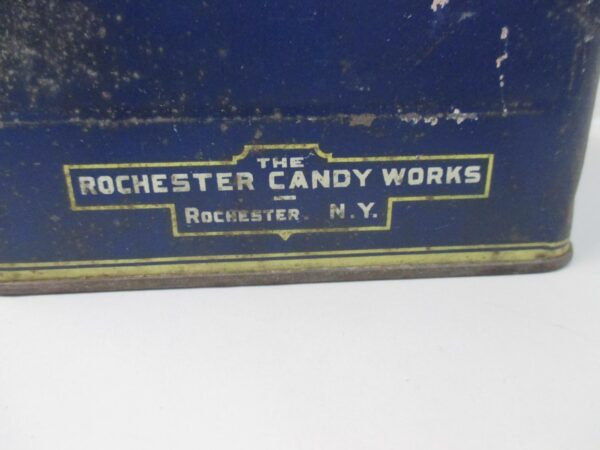 THE
ROCHESTER CANDY WORKS
ROCHESTER. N.Y.